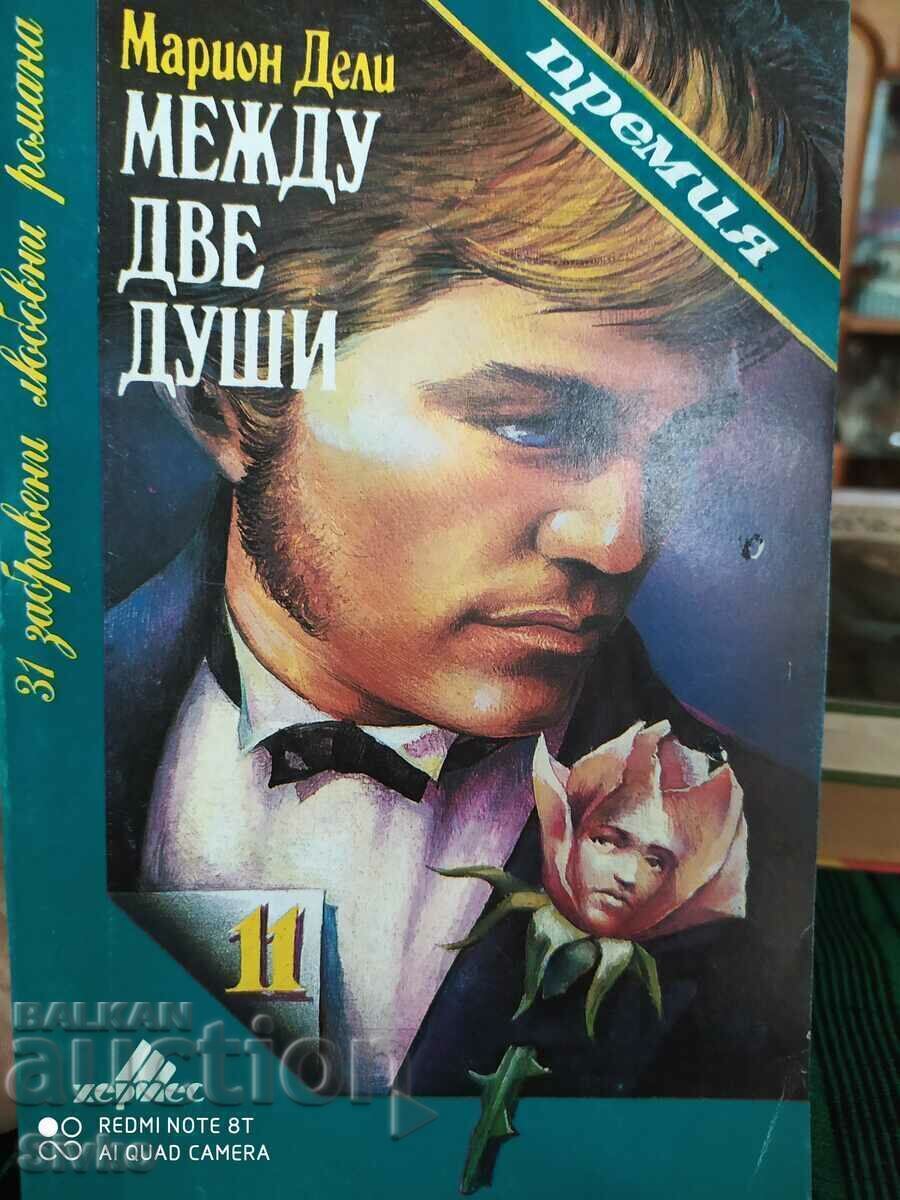 Марион Дели
МЕЖДУ
ДВЕ
ДУШИ
премия
31 забравени любовни романа
11
хермес
BALKAN
auction
REDMI NOTE 8T
AI QUAD CAMERA
Sivko